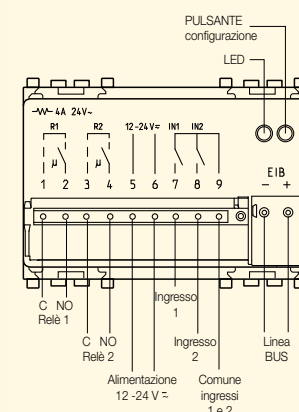 PULSANTE
configurazione
LED
4A 24V~
R1 R2 12-24V⎓ IN1 IN2
μ μ
EIB
1 2 3 4 5 6 7 8 9 - +
C NO
Relè 1
Ingresso
1
C NO
Relè 2
Ingresso
2
Linea
BUS
Alimentazione
12 -24 V ⎓
Comune
ingressi
1 e 2